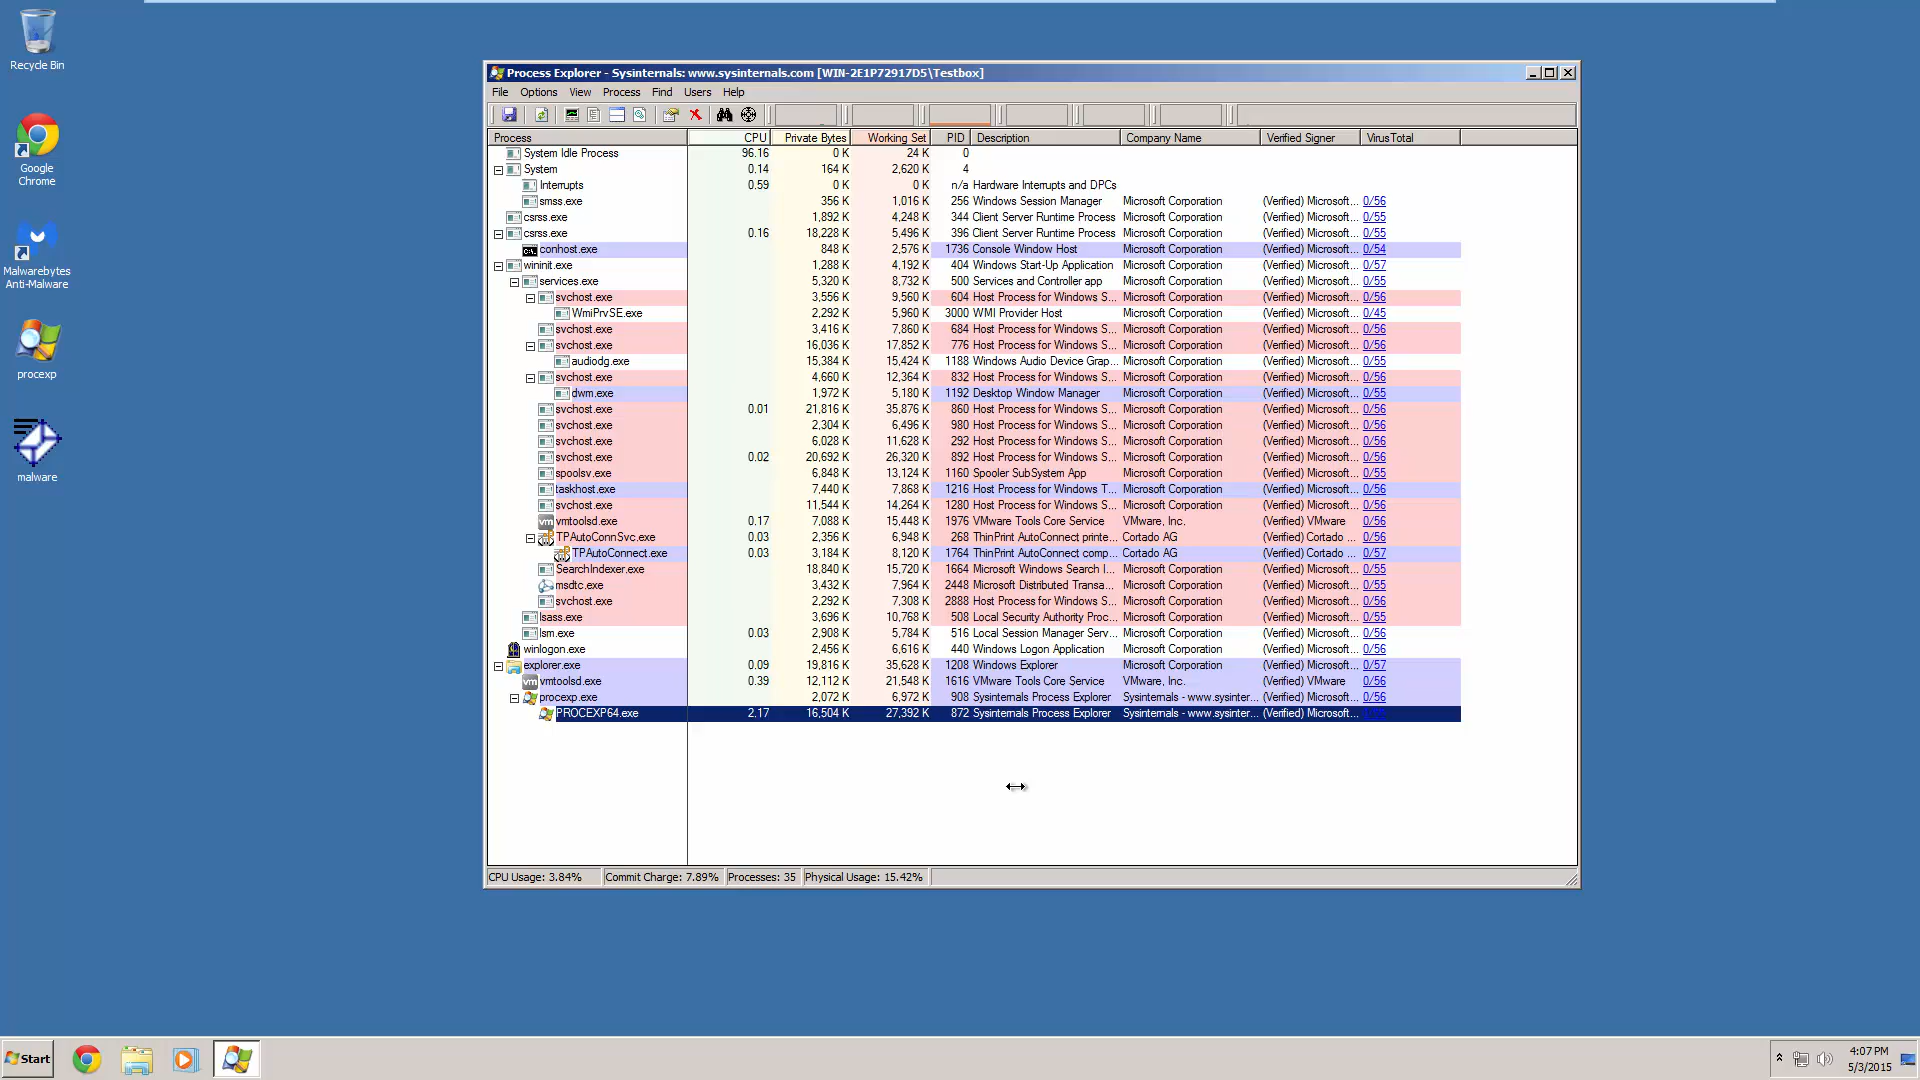 Recycle Bin
Google
Chrome
Malwarebytes
Anti-Malware
procexp
malware
Process Explorer - Sysinternals: www.sysinternals.com [WIN-2E1P72917D5\Testbox]
File Options View Process Find Users Help
Process CPU Private Bytes Working Set PID Description Company Name Verified Signer VirusTotal
System Idle Process 96.16 0 K 24 K 0
System 0.14 164 K 2,620 K 4
Interrupts 0.59 0 K 0 K n/a Hardware Interrupts and DPCs
smss.exe 356 K 1,016 K 256 Windows Session Manager Microsoft Corporation (Verified) Microsoft... 0/56
csrss.exe 1,892 K 4,248 K 344 Client Server Runtime Process Microsoft Corporation (Verified) Microsoft... 0/55
csrss.exe 0.16 18,228 K 5,496 K 396 Client Server Runtime Process Microsoft Corporation (Verified) Microsoft... 0/55
conhost.exe 848 K 2,576 K 1736 Console Window Host Microsoft Corporation (Verified) Microsoft... 0/54
wininit.exe 1,288 K 4,192 K 404 Windows Start-Up Application Microsoft Corporation (Verified) Microsoft... 0/57
services.exe 5,320 K 8,732 K 500 Services and Controller app Microsoft Corporation (Verified) Microsoft... 0/55
svchost.exe 3,556 K 9,560 K 604 Host Process for Windows S... Microsoft Corporation (Verified) Microsoft... 0/56
WmiPrvSE.exe 2,292 K 5,960 K 3000 WMI Provider Host Microsoft Corporation (Verified) Microsoft... 0/45
svchost.exe 3,416 K 7,860 K 684 Host Process for Windows S... Microsoft Corporation (Verified) Microsoft... 0/56
svchost.exe 16,036 K 17,852 K 776 Host Process for Windows S... Microsoft Corporation (Verified) Microsoft... 0/56
audiodg.exe 15,384 K 15,424 K 1188 Windows Audio Device Grap... Microsoft Corporation (Verified) Microsoft... 0/55
svchost.exe 4,660 K 12,364 K 832 Host Process for Windows S... Microsoft Corporation (Verified) Microsoft... 0/56
dwm.exe 1,972 K 5,180 K 1192 Desktop Window Manager Microsoft Corporation (Verified) Microsoft... 0/55
svchost.exe 0.01 21,816 K 35,876 K 860 Host Process for Windows S... Microsoft Corporation (Verified) Microsoft... 0/56
svchost.exe 2,304 K 6,496 K 980 Host Process for Windows S... Microsoft Corporation (Verified) Microsoft... 0/56
svchost.exe 6,028 K 11,628 K 292 Host Process for Windows S... Microsoft Corporation (Verified) Microsoft... 0/56
svchost.exe 0.02 20,692 K 26,320 K 892 Host Process for Windows S... Microsoft Corporation (Verified) Microsoft... 0/56
spoolsv.exe 6,848 K 13,124 K 1160 Spooler SubSystem App Microsoft Corporation (Verified) Microsoft... 0/55
taskhost.exe 7,440 K 7,868 K 1216 Host Process for Windows T... Microsoft Corporation (Verified) Microsoft... 0/56
svchost.exe 11,544 K 14,264 K 1280 Host Process for Windows S... Microsoft Corporation (Verified) Microsoft... 0/56
vmtoolsd.exe 0.17 7,088 K 15,448 K 1976 VMware Tools Core Service VMware, Inc. (Verified) VMware 0/56
TPAutoConnSvc.exe 0.03 2,356 K 6,948 K 268 ThinPrint AutoConnect printe... Cortado AG (Verified) Cortado ... 0/56
TPAutoConnect.exe 0.03 3,184 K 8,120 K 1764 ThinPrint AutoConnect comp... Cortado AG (Verified) Cortado ... 0/57
SearchIndexer.exe 18,840 K 15,720 K 1664 Microsoft Windows Search I... Microsoft Corporation (Verified) Microsoft... 0/55
msdtc.exe 3,432 K 7,964 K 2448 Microsoft Distributed Transa... Microsoft Corporation (Verified) Microsoft... 0/55
svchost.exe 2,292 K 7,308 K 2888 Host Process for Windows S... Microsoft Corporation (Verified) Microsoft... 0/56
lsass.exe 3,696 K 10,768 K 508 Local Security Authority Proc... Microsoft Corporation (Verified) Microsoft... 0/55
lsm.exe 0.03 2,908 K 5,784 K 516 Local Session Manager Serv... Microsoft Corporation (Verified) Microsoft... 0/56
winlogon.exe 2,456 K 6,616 K 440 Windows Logon Application Microsoft Corporation (Verified) Microsoft... 0/56
explorer.exe 0.09 19,816 K 35,628 K 1208 Windows Explorer Microsoft Corporation (Verified) Microsoft... 0/57
vmtoolsd.exe 0.39 12,112 K 21,548 K 1616 VMware Tools Core Service VMware, Inc. (Verified) VMware 0/56
procexp.exe 2,072 K 6,972 K 908 Sysinternals Process Explorer Sysinternals - www.sysinter... (Verified) Microsoft... 0/56
PROCEXP64.exe 2.17 16,504 K 27,392 K 872 Sysinternals Process Explorer Sysinternals - www.sysinter... (Verified) Microsoft...
CPU Usage: 3.84% Commit Charge: 7.89% Processes: 35 Physical Usage: 15.42%
Start
4:07 PM
5/3/2015